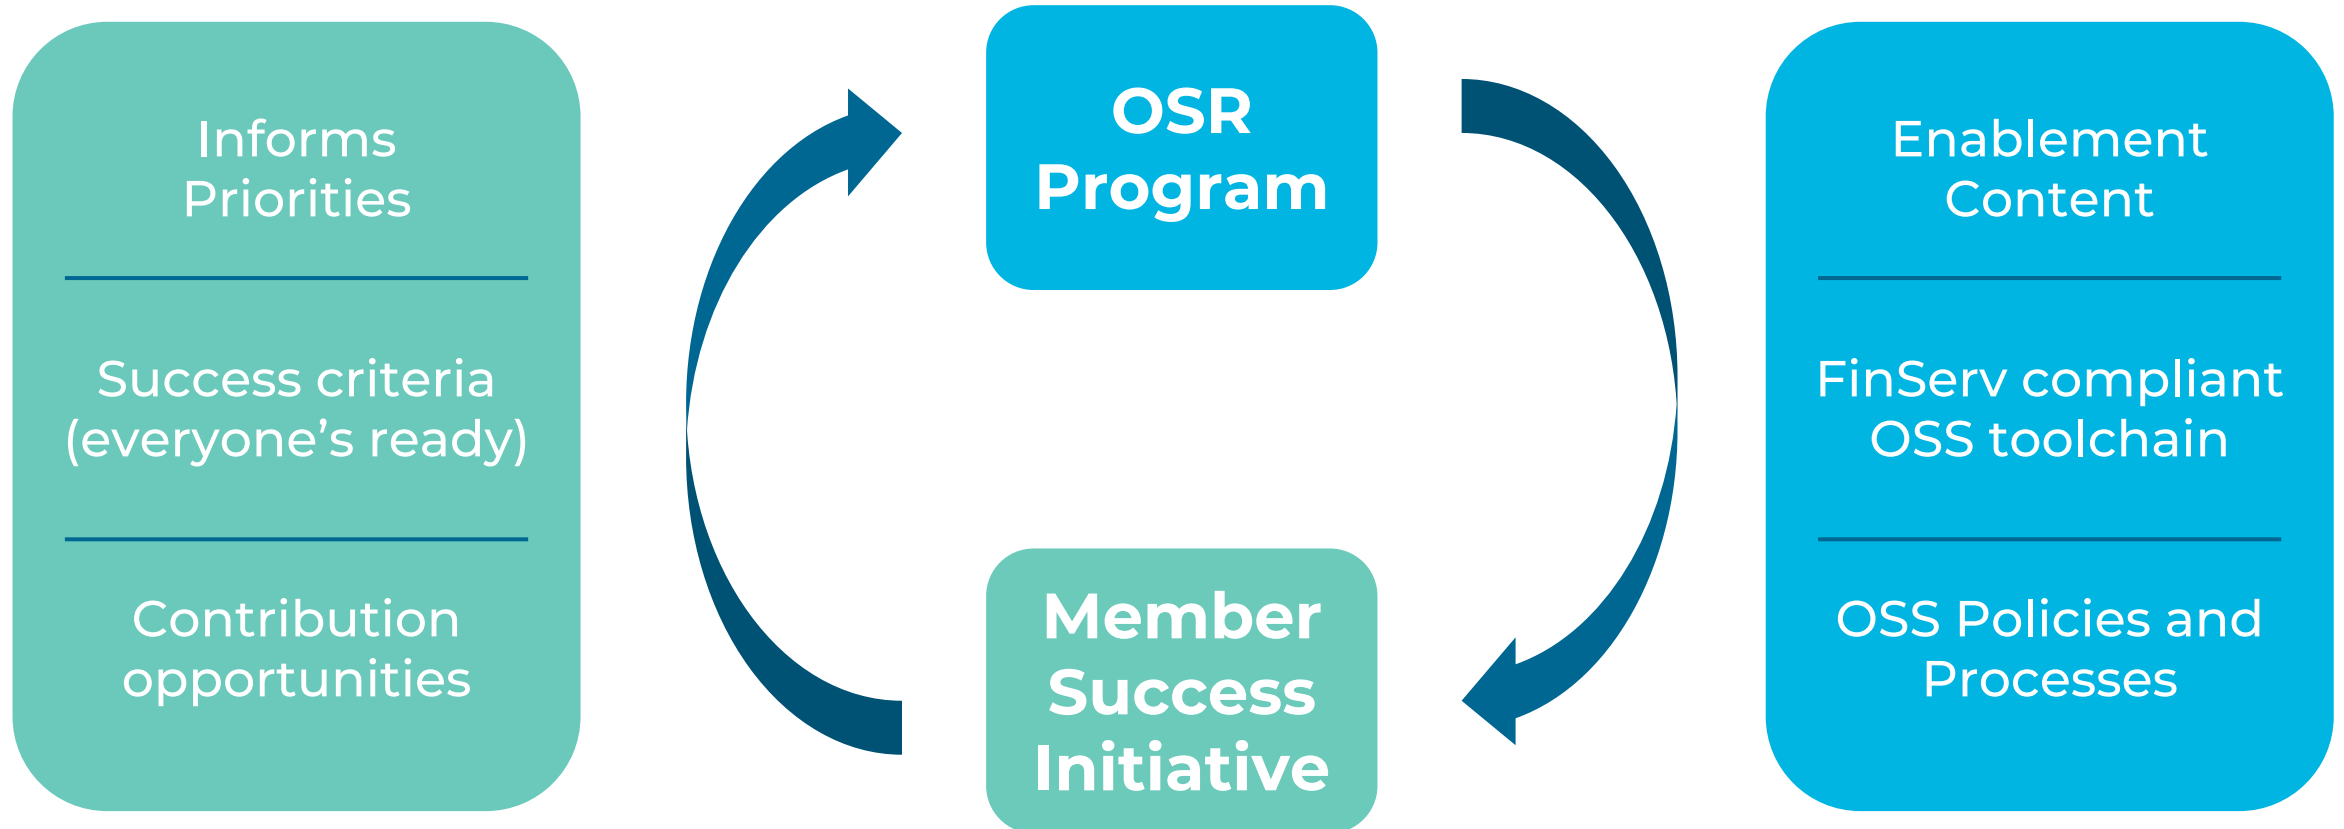 Informs
Priorities
Success criteria
(everyone’s ready)
Contribution
opportunities
OSR
Program
Member
Success
Initiative
Enablement
Content
FinServ compliant
OSS toolchain
OSS Policies and
Processes